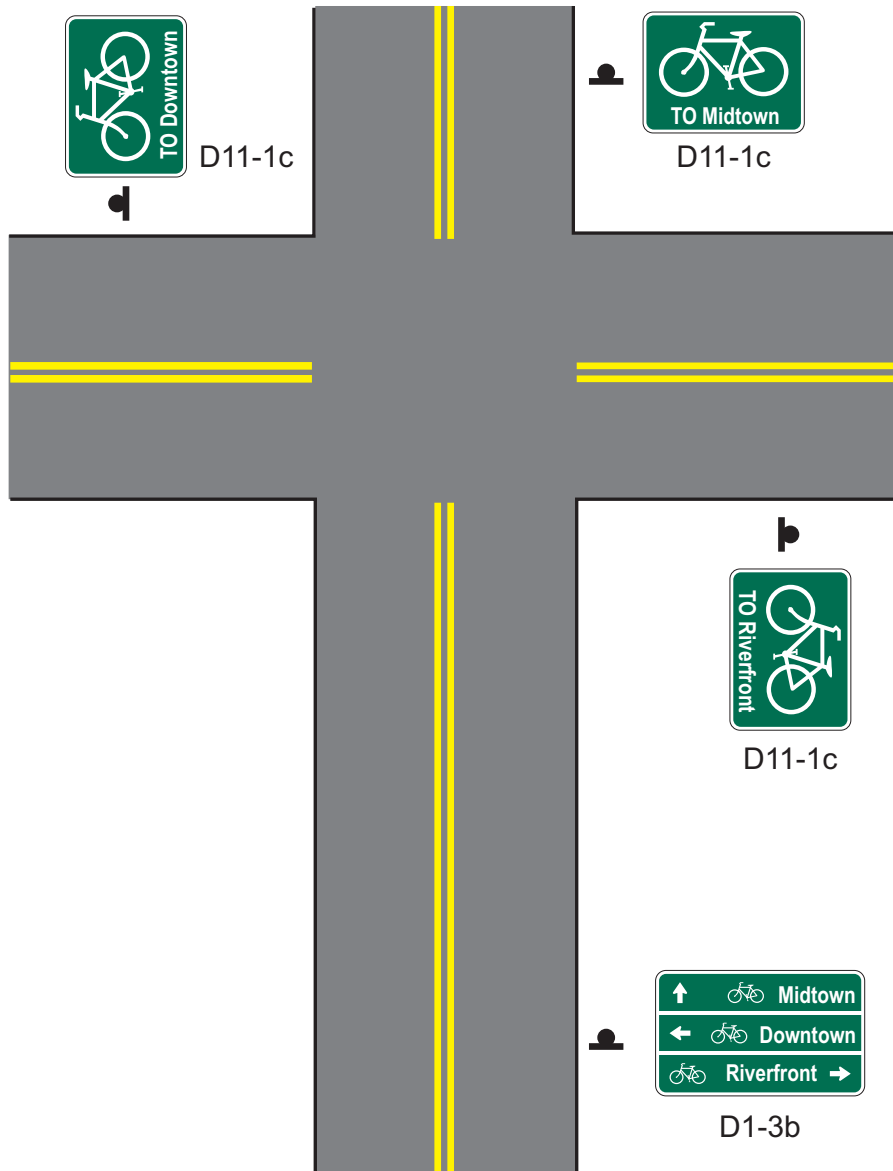 TO Downtown
D11-1c
TO Midtown
D11-1c
TO Riverfront
D11-1c
Midtown
Downtown
Riverfront
D1-3b